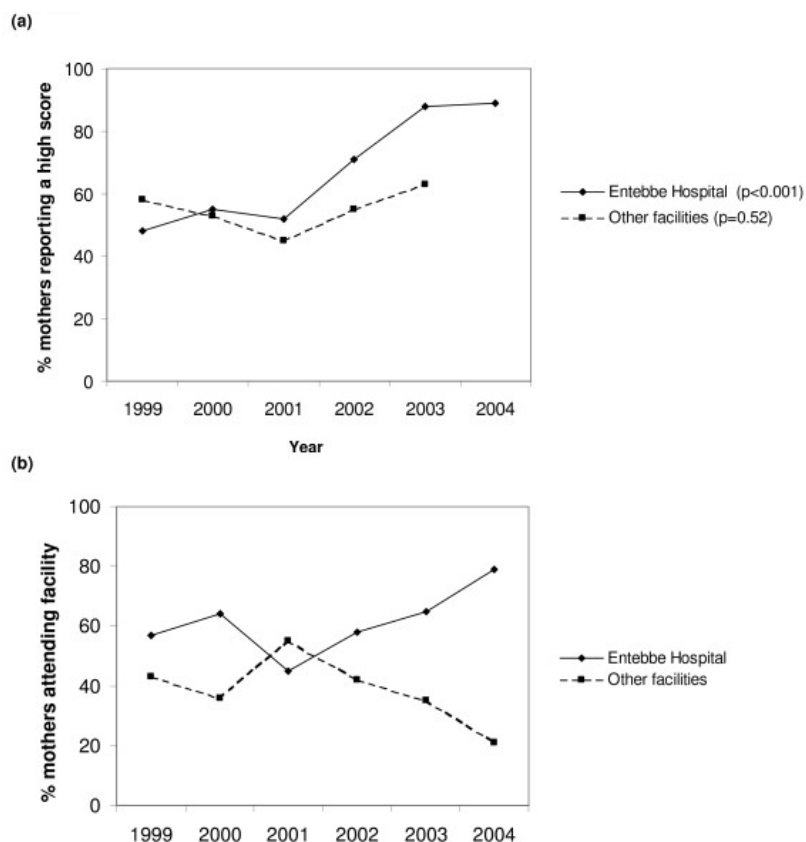 (a)
% mothers reporting a high score
100
80
60
40
20
0
1999 2000 2001 2002 2003 2004
Year
Entebbe Hospital (p<0.001)
Other facilities (p=0.52)
(b)
% mothers attending facility
100
80
60
40
20
0
1999 2000 2001 2002 2003 2004
Entebbe Hospital
Other facilities